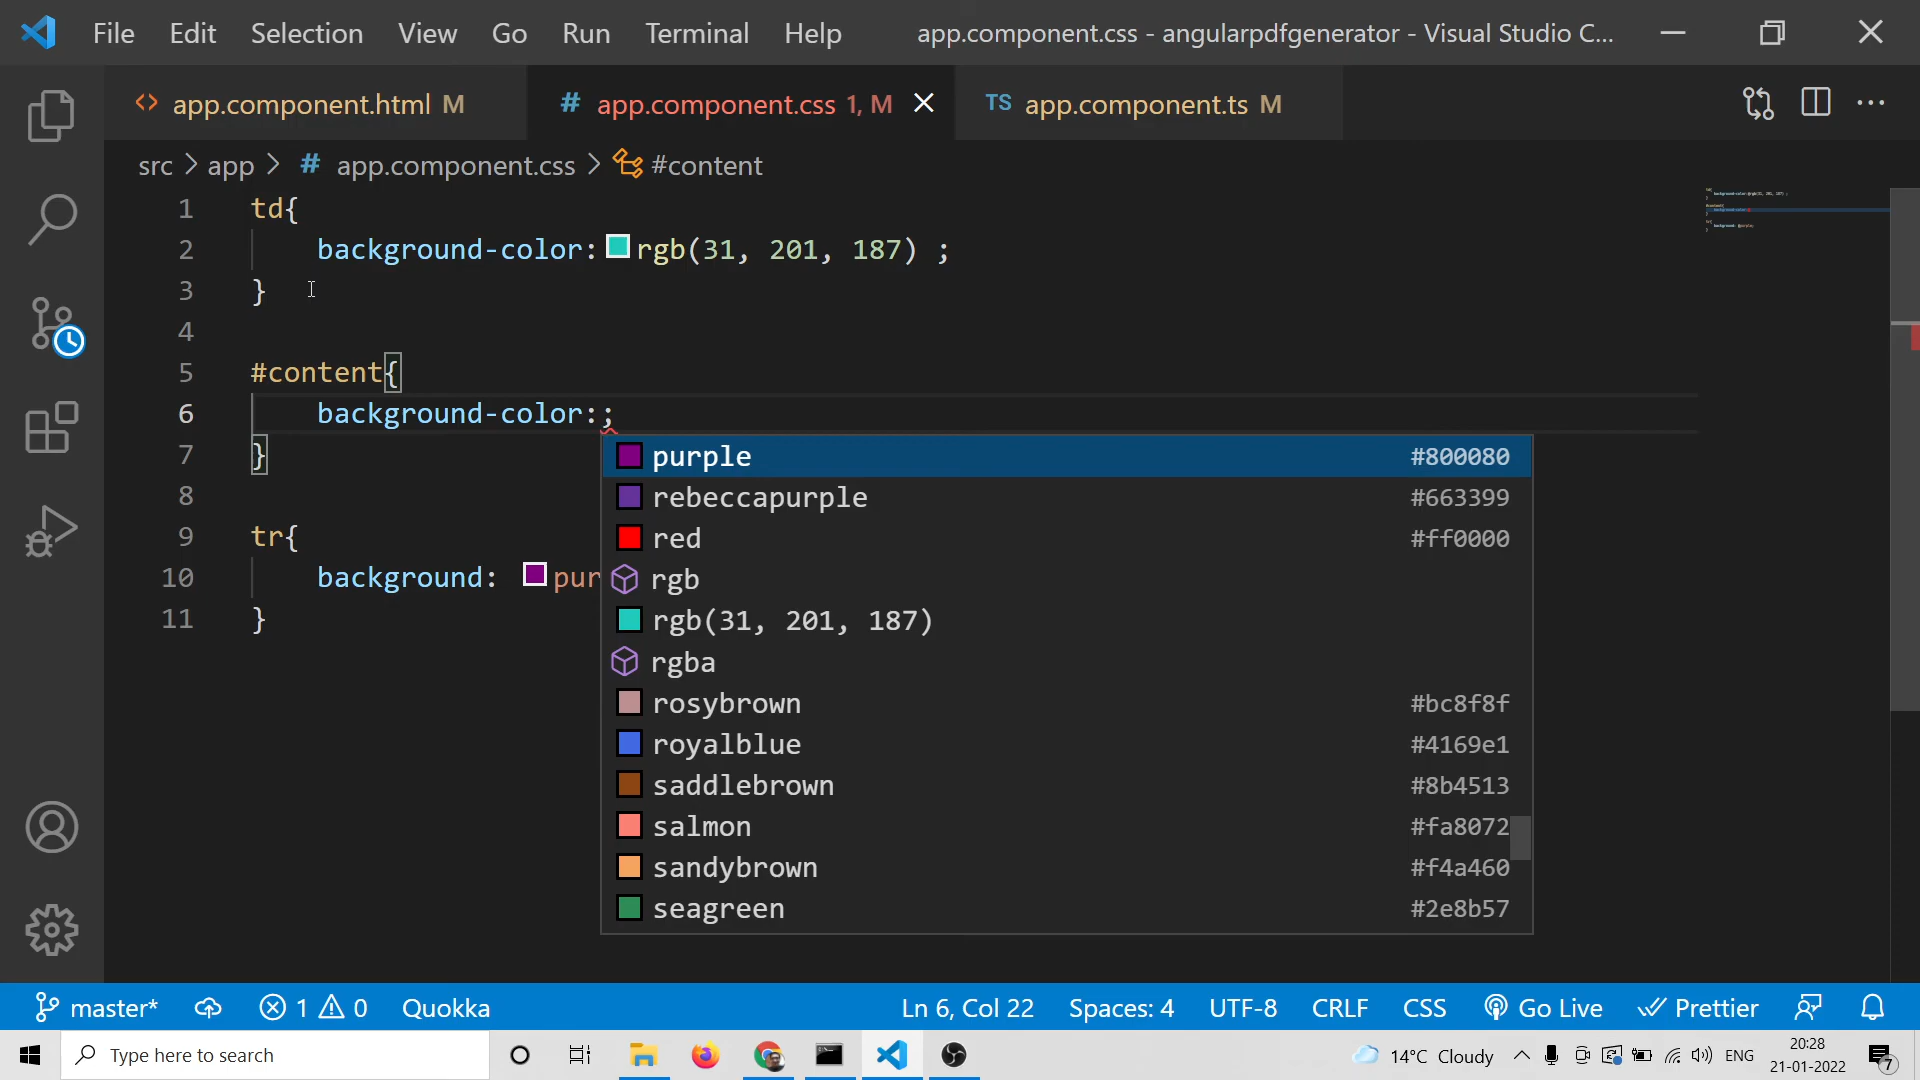 File Edit Selection View Go Run Terminal Help app.component.css - angularpdfgenerator - Visual Studio C...
app.component.html M # app.component.css 1, M TS app.component.ts M
src > app > # app.component.css > #content
1 td{
2 background-color: rgb(31, 201, 187) ;
3 }
4
5 #content{
6 background-color:;
7 }
8
9 tr{
10 background: pur
11 }
purple #800080
rebeccapurple #663399
red #ff0000
rgb
rgb(31, 201, 187)
rgba
rosybrown #bc8f8f
royalblue #4169e1
saddlebrown #8b4513
salmon #fa8072
sandybrown #f4a460
seagreen #2e8b57
master* 1 0 Quokka Ln 6, Col 22 Spaces: 4 UTF-8 CRLF CSS Go Live Prettier
Type here to search 14°C Cloudy ENG 20:28
21-01-2022 7